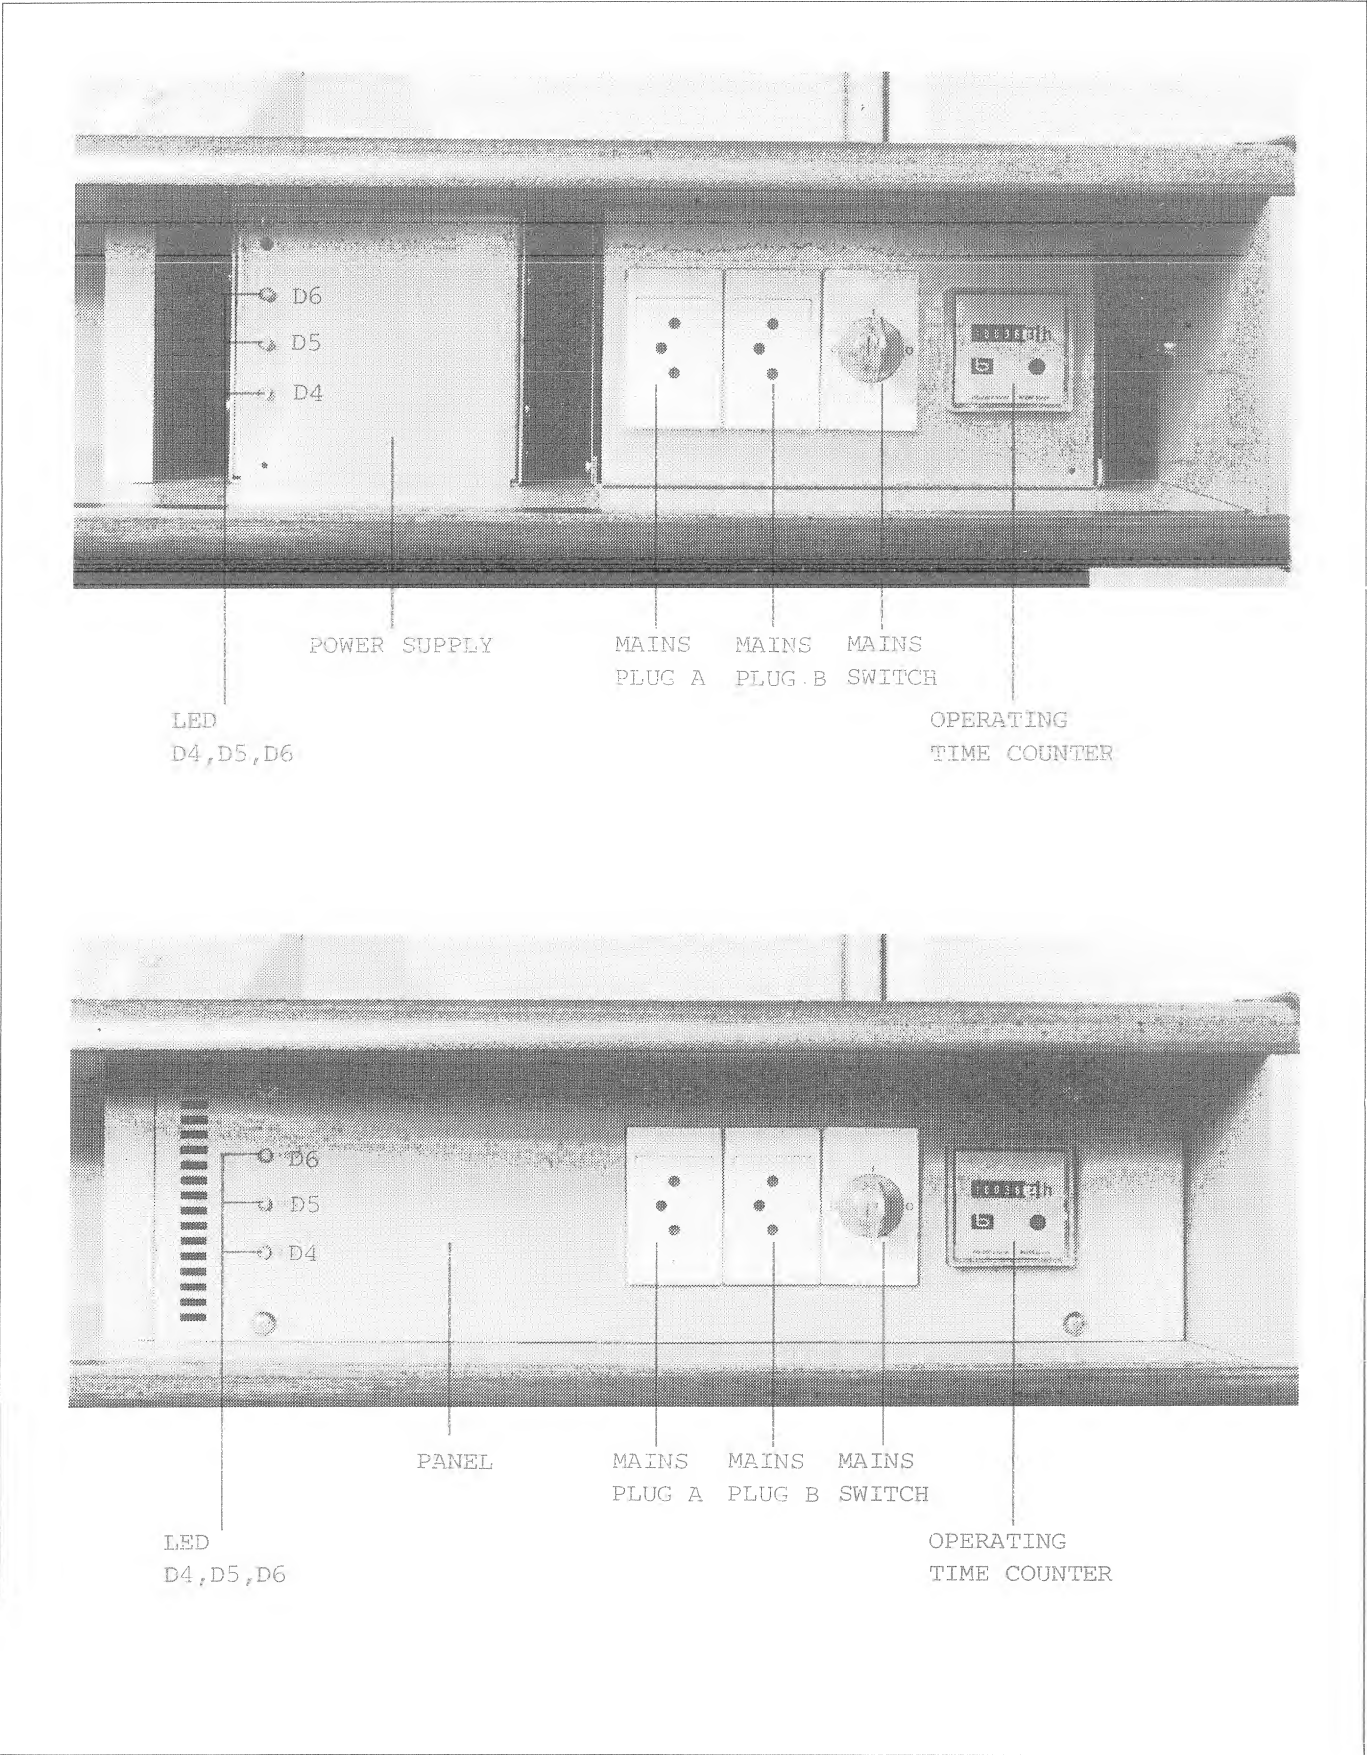 D6
D5
D4
h
POWER SUPPLY
MAINS PLUG A
MAINS PLUG B
MAINS SWITCH
LED
D4,D5,D6
OPERATING
TIME COUNTER
D6
D5
D4
h
PANEL
MAINS PLUG A
MAINS PLUG B
MAINS SWITCH
LED
D4,D5,D6
OPERATING
TIME COUNTER